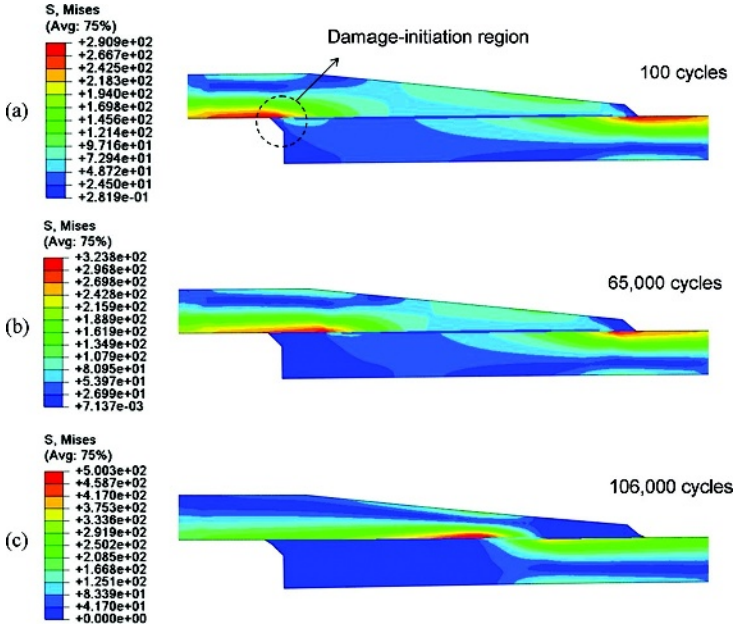 S, Mises
(Avg: 75%)
+2.909e+02
+2.667e+02
+2.425e+02
+2.183e+02
+1.940e+02
+1.698e+02
+1.456e+02
+1.214e+02
+9.716e+01
+7.294e+01
+4.872e+01
+2.450e+01
+2.819e-01
(a)
Damage-initiation region
100 cycles
S, Mises
(Avg: 75%)
+3.238e+02
+2.968e+02
+2.698e+02
+2.428e+02
+2.159e+02
+1.889e+02
+1.619e+02
+1.349e+02
+1.079e+02
+8.095e+01
+5.397e+01
+2.699e+01
+7.137e-03
(b)
65,000 cycles
S, Mises
(Avg: 75%)
+5.003e+02
+4.587e+02
+4.170e+02
+3.753e+02
+3.336e+02
+2.919e+02
+2.502e+02
+2.085e+02
+1.668e+02
+1.251e+02
+8.339e+01
+4.170e+01
+0.000e+00
(c)
106,000 cycles